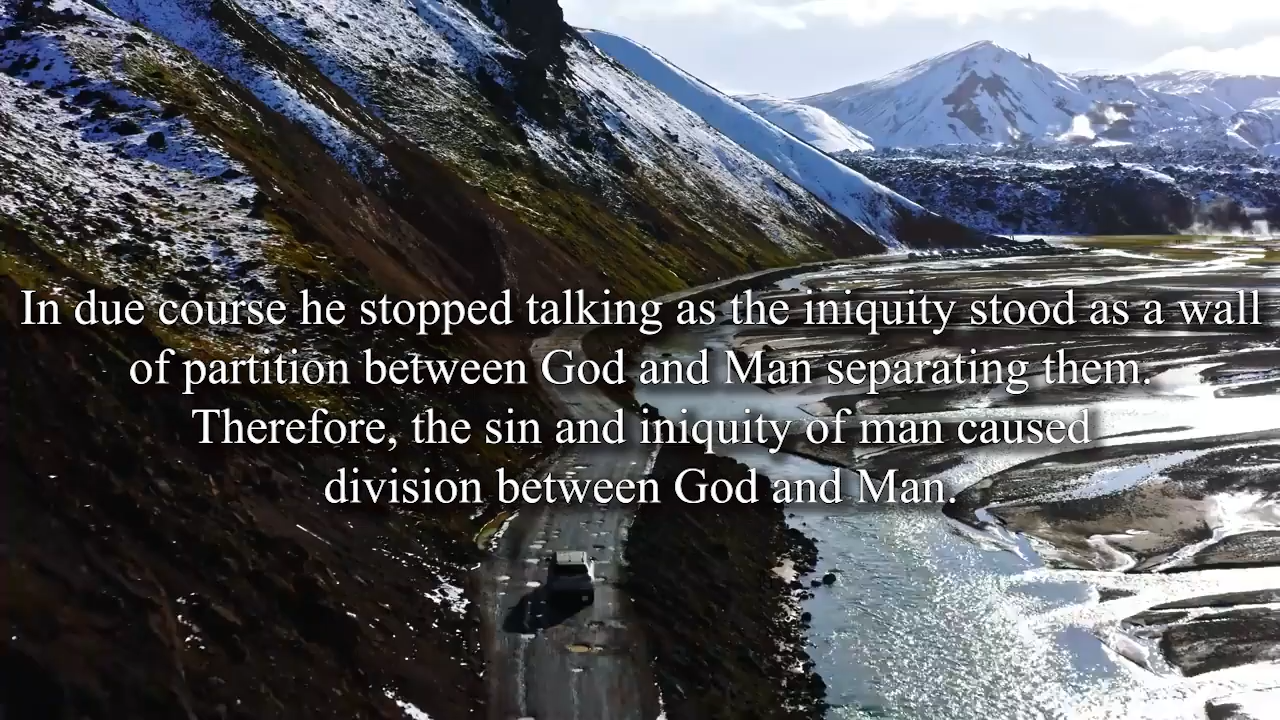 In due course he stopped talking as the iniquity stood as a wall
of partition between God and Man separating them.
Therefore, the sin and iniquity of man caused
division between God and Man.